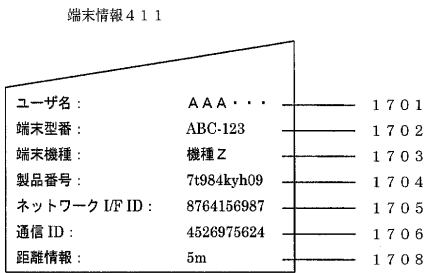 端末情報４１１
ユーザ名： ＡＡＡ・・・ １７０１
端末型番： ABC-123 １７０２
端末機種： 機種Ｚ １７０３
製品番号： 7t984kyh09 １７０４
ネットワーク I/F ID： 8764156987 １７０５
通信 ID： 4526975624 １７０６
距離情報： 5m １７０８